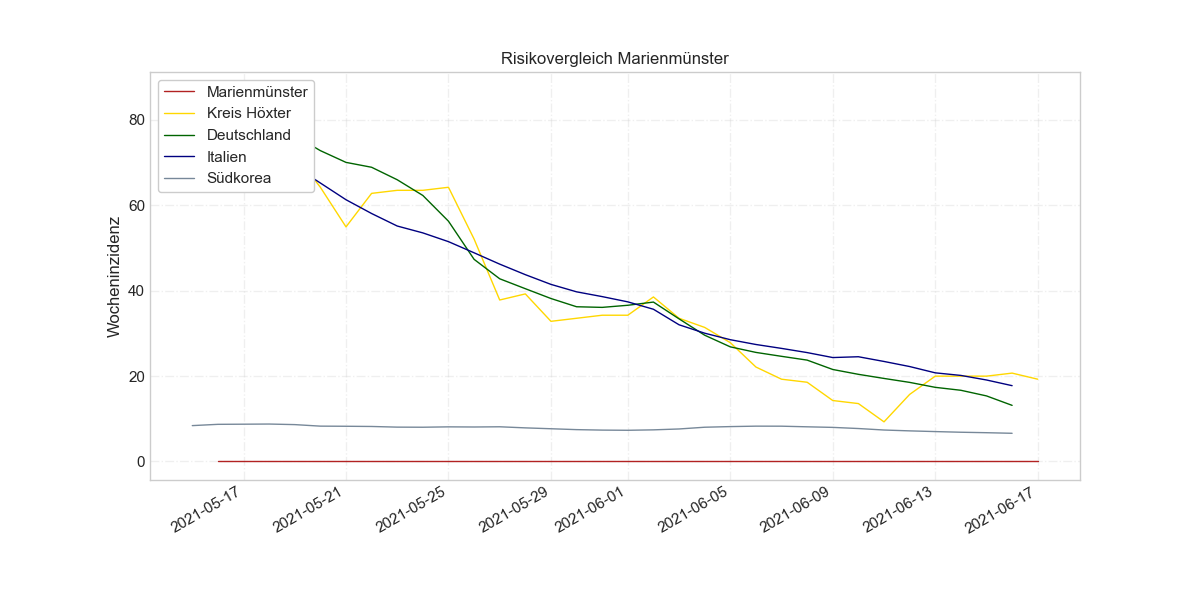 Risikovergleich Marienmünster
Marienmünster
Kreis Höxter
Deutschland
Italien
Südkorea
Wocheninzidenz
80
60
40
20
0
2021-05-17
2021-05-21
2021-05-25
2021-05-29
2021-06-01
2021-06-05
2021-06-09
2021-06-13
2021-06-17